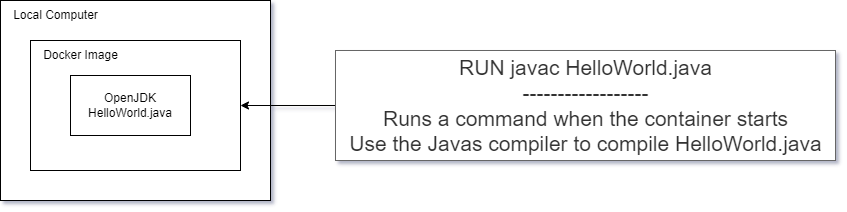 Local Computer
Docker Image
OpenJDK
HelloWorld.java
RUN javac HelloWorld.java
------------------
Runs a command when the container starts
Use the Javas compiler to compile HelloWorld.java